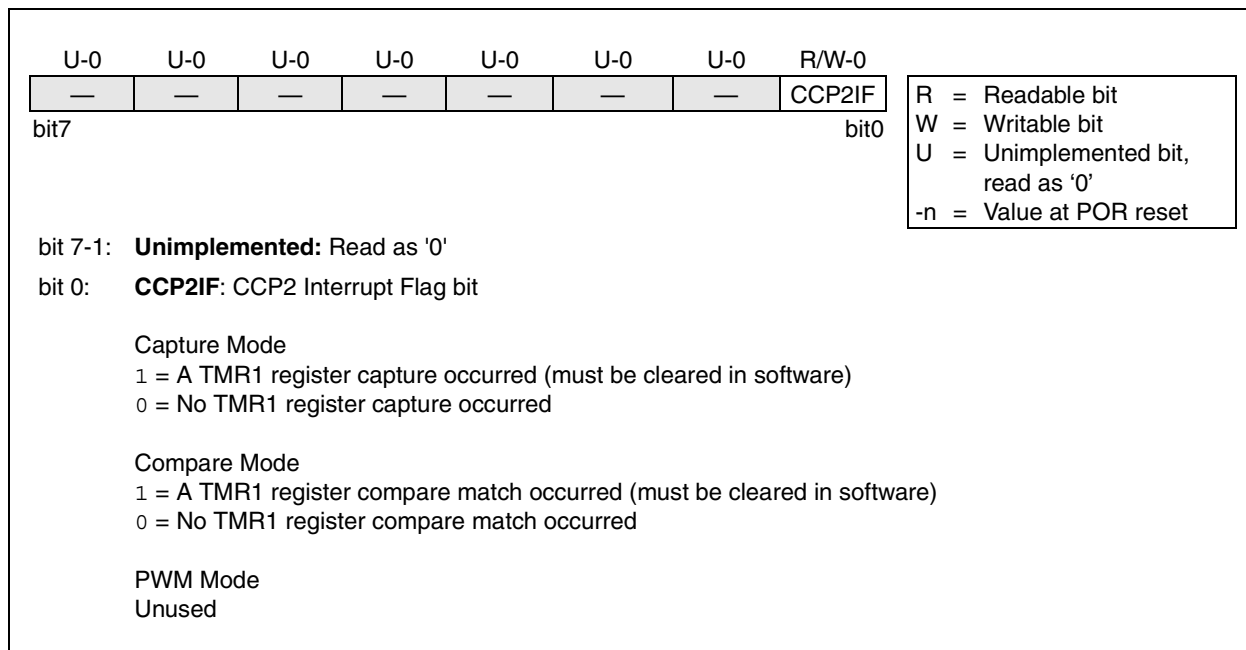 U-0 U-0 U-0 U-0 U-0 U-0 U-0 R/W-0
— — — — — — — CCP2IF
bit7 bit0
R = Readable bit
W = Writable bit
U = Unimplemented bit,
read as ‘0’
-n = Value at POR reset
bit 7-1: Unimplemented: Read as '0'
bit 0: CCP2IF: CCP2 Interrupt Flag bit
Capture Mode
1 = A TMR1 register capture occurred (must be cleared in software)
0 = No TMR1 register capture occurred
Compare Mode
1 = A TMR1 register compare match occurred (must be cleared in software)
0 = No TMR1 register compare match occurred
PWM Mode
Unused